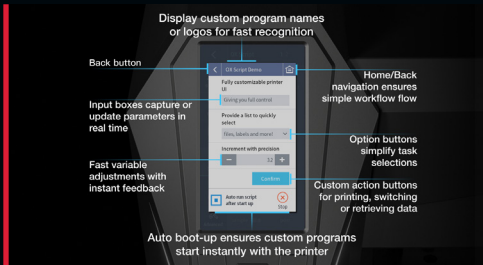 Display custom program names
or logos for fast recognition
Back button
OX Script Demo
Home/Back
navigation ensures
simple workflow flow
Fully customizable printer
UI
Giving you full control
Input boxes capture or
update parameters in
real time
Provide a list to quickly
select
files, labels and more!
Option buttons
simplify task
selections
Increment with precision
12
Fast variable
adjustments with
instant feedback
Confirm
Custom action buttons
for printing, switching
or retrieving data
Auto run script
after start up
Stop
Auto boot-up ensures custom programs
start instantly with the printer